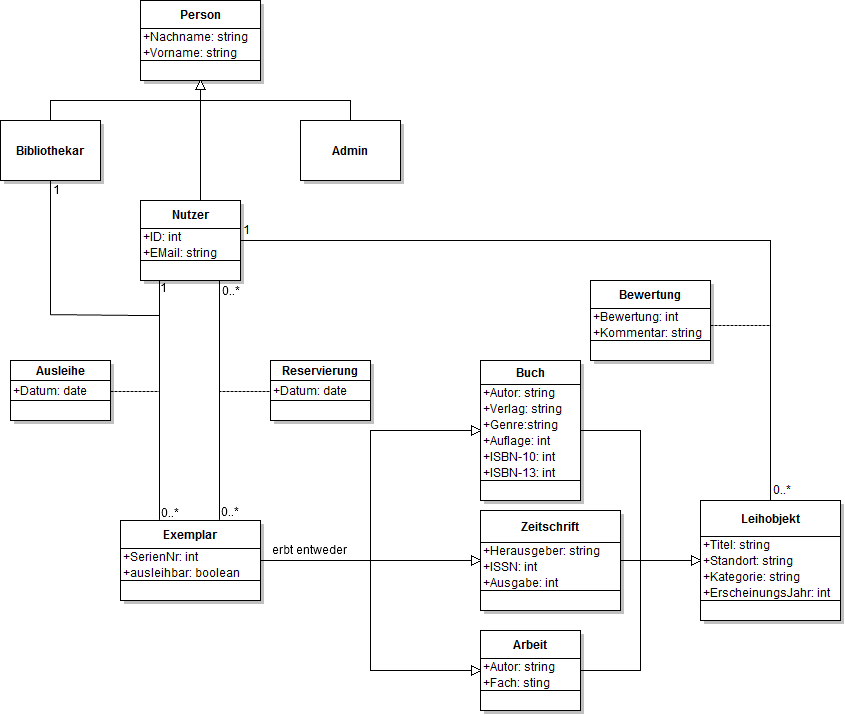 Person
+Nachname: string
+Vorname: string
Bibliothekar
Admin
1
Nutzer
+ID: int
+EMail: string
1
1
0..*
Bewertung
+Bewertung: int
+Kommentar: string
Ausleihe
+Datum: date
Reservierung
+Datum: date
Buch
+Autor: string
+Verlag: string
+Genre:string
+Auflage: int
+ISBN-10: int
+ISBN-13: int
0..*
0..*
0..*
Exemplar
+SerienNr: int
+ausleihbar: boolean
erbt entweder
Zeitschrift
+Herausgeber: string
+ISSN: int
+Ausgabe: int
Leihobjekt
+Titel: string
+Standort: string
+Kategorie: string
+ErscheinungsJahr: int
Arbeit
+Autor: string
+Fach: sting